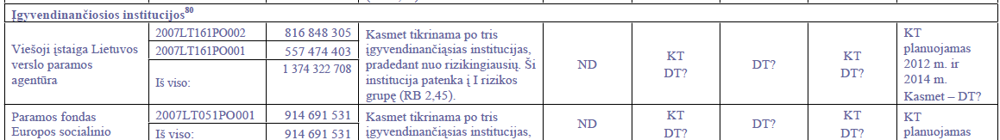 Įgyvendinančiosios institucijos80
Viešoji įstaiga Lietuvos
verslo paramos
agentūra
2007LT161PO002
816 848 305
2007LT161PO001
557 474 403
Iš viso:
1 374 322 708
Kasmet tikrinama po tris
įgyvendinančiąsias institucijas,
pradedant nuo rizikingiausių. Ši
institucija patenka į I rizikos
grupę (RB 2,45).
ND
KT
DT?
DT?
KT
DT?
KT
planuojamas
2012 m. ir
2014 m.
Kasmet – DT?
Paramos fondas
Europos socialinio
2007LT051PO001
914 691 531
Iš viso:
914 691 531
Kasmet tikrinama po tris
įgyvendinančiąsias institucijas,
ND
KT
DT?
DT?
KT
DT?
KT
planuojamas